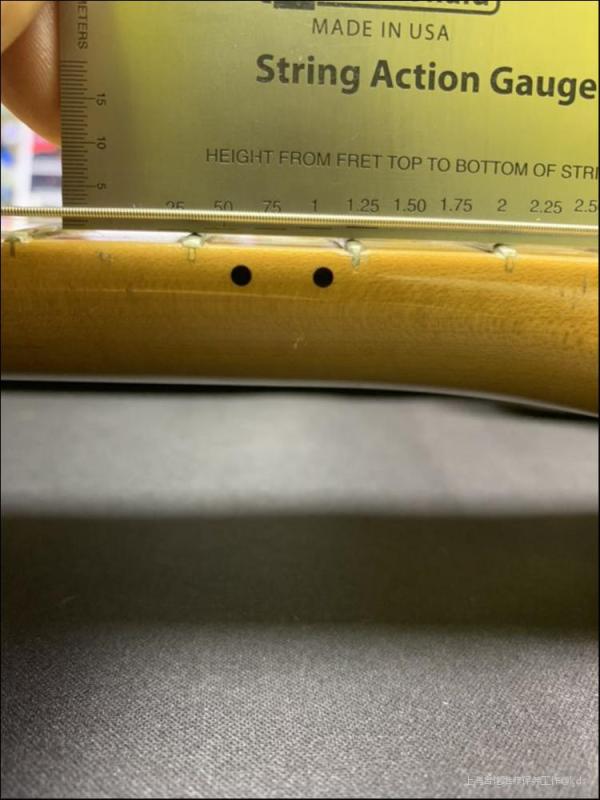 METERS
MADE IN USA
String Action Gauge
15
HEIGHT FROM FRET TOP TO BOTTOM OF STRI
10
5
.25 .50 .75 1 1.25 1.50 1.75 2 2.25 2.5